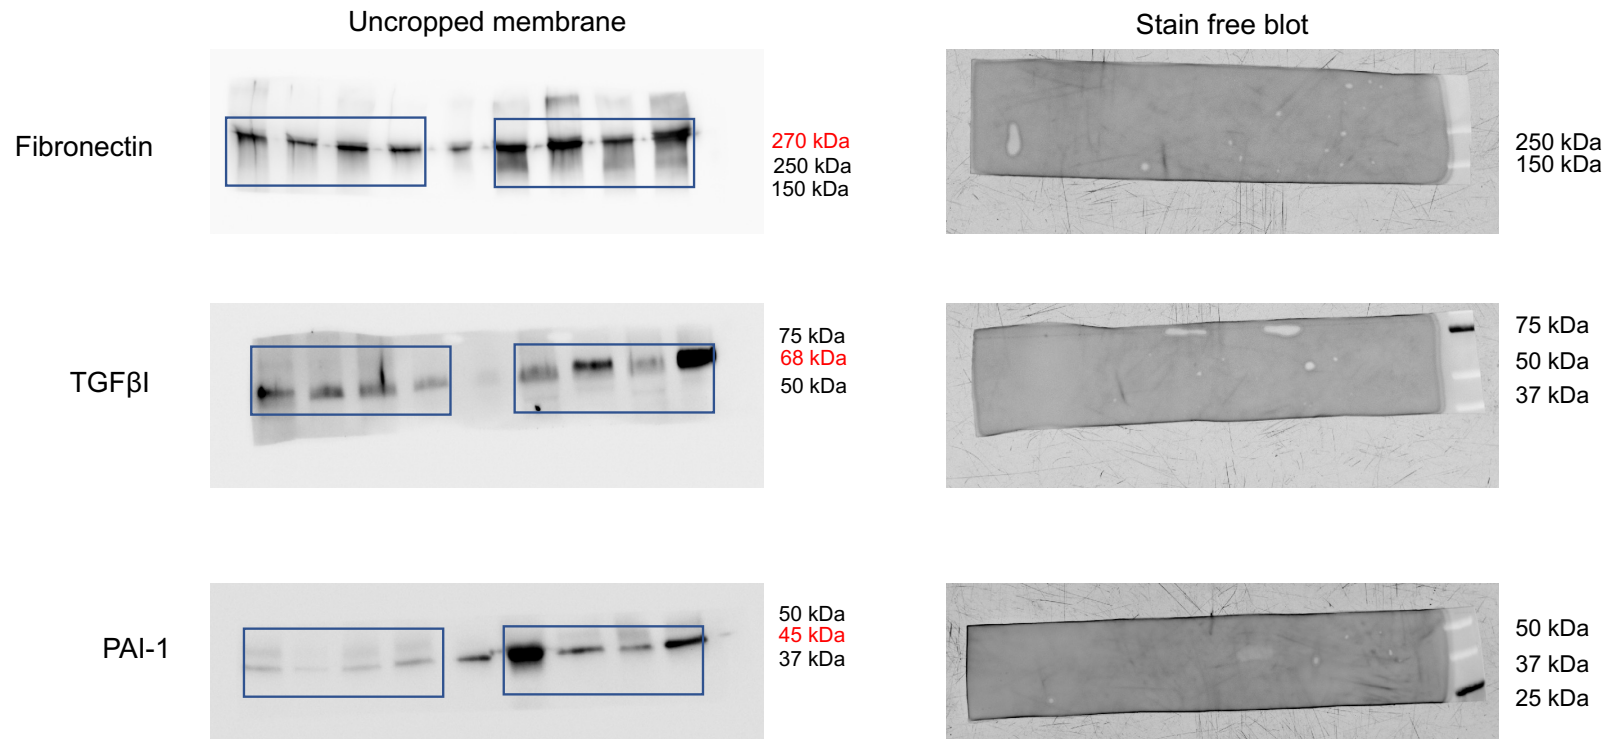 Uncropped membrane
Stain free blot
Fibronectin
270 kDa
250 kDa
150 kDa
250 kDa
150 kDa
TGFβI
75 kDa
68 kDa
50 kDa
75 kDa
50 kDa
37 kDa
PAI-1
50 kDa
45 kDa
37 kDa
50 kDa
37 kDa
25 kDa